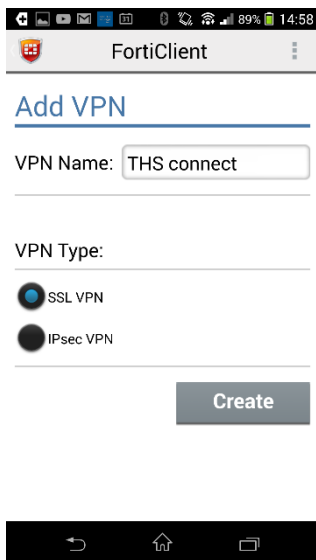 89% 14:58
FortiClient
Add VPN
VPN Name: THS connect
VPN Type:
SSL VPN
IPsec VPN
Create